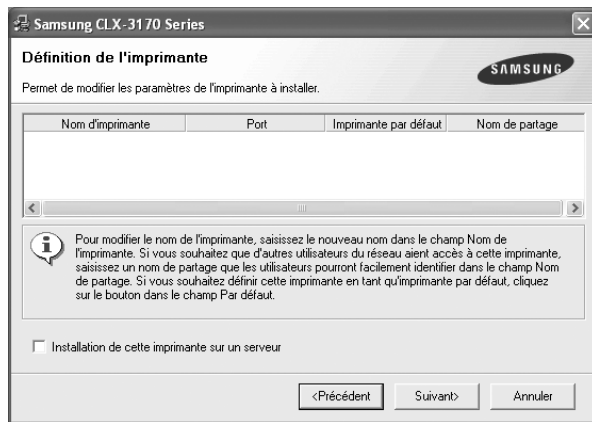 Samsung CLX-3170 Series
Définition de l'imprimante
SAMSUNG
Permet de modifier les paramètres de l'imprimante à installer.
Nom d'imprimante Port Imprimante par défaut Nom de partage
Pour modifier le nom de l'imprimante, saisissez le nouveau nom dans le champ Nom de
l'imprimante. Si vous souhaitez que d'autres utilisateurs du réseau aient accès à cette imprimante,
saisissez un nom de partage que les utilisateurs pourront facilement identifier dans le champ Nom
de partage. Si vous souhaitez définir cette imprimante en tant qu'imprimante par défaut, cliquez
sur le bouton dans le champ Par défaut.
Installation de cette imprimante sur un serveur
<Précédent Suivant> Annuler